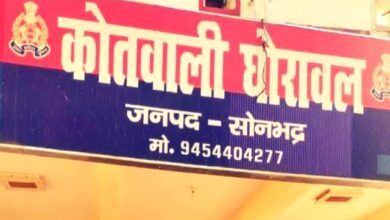 कोतवाली घोरावल
जनपद - सोनभद्र
मो. 9454404277